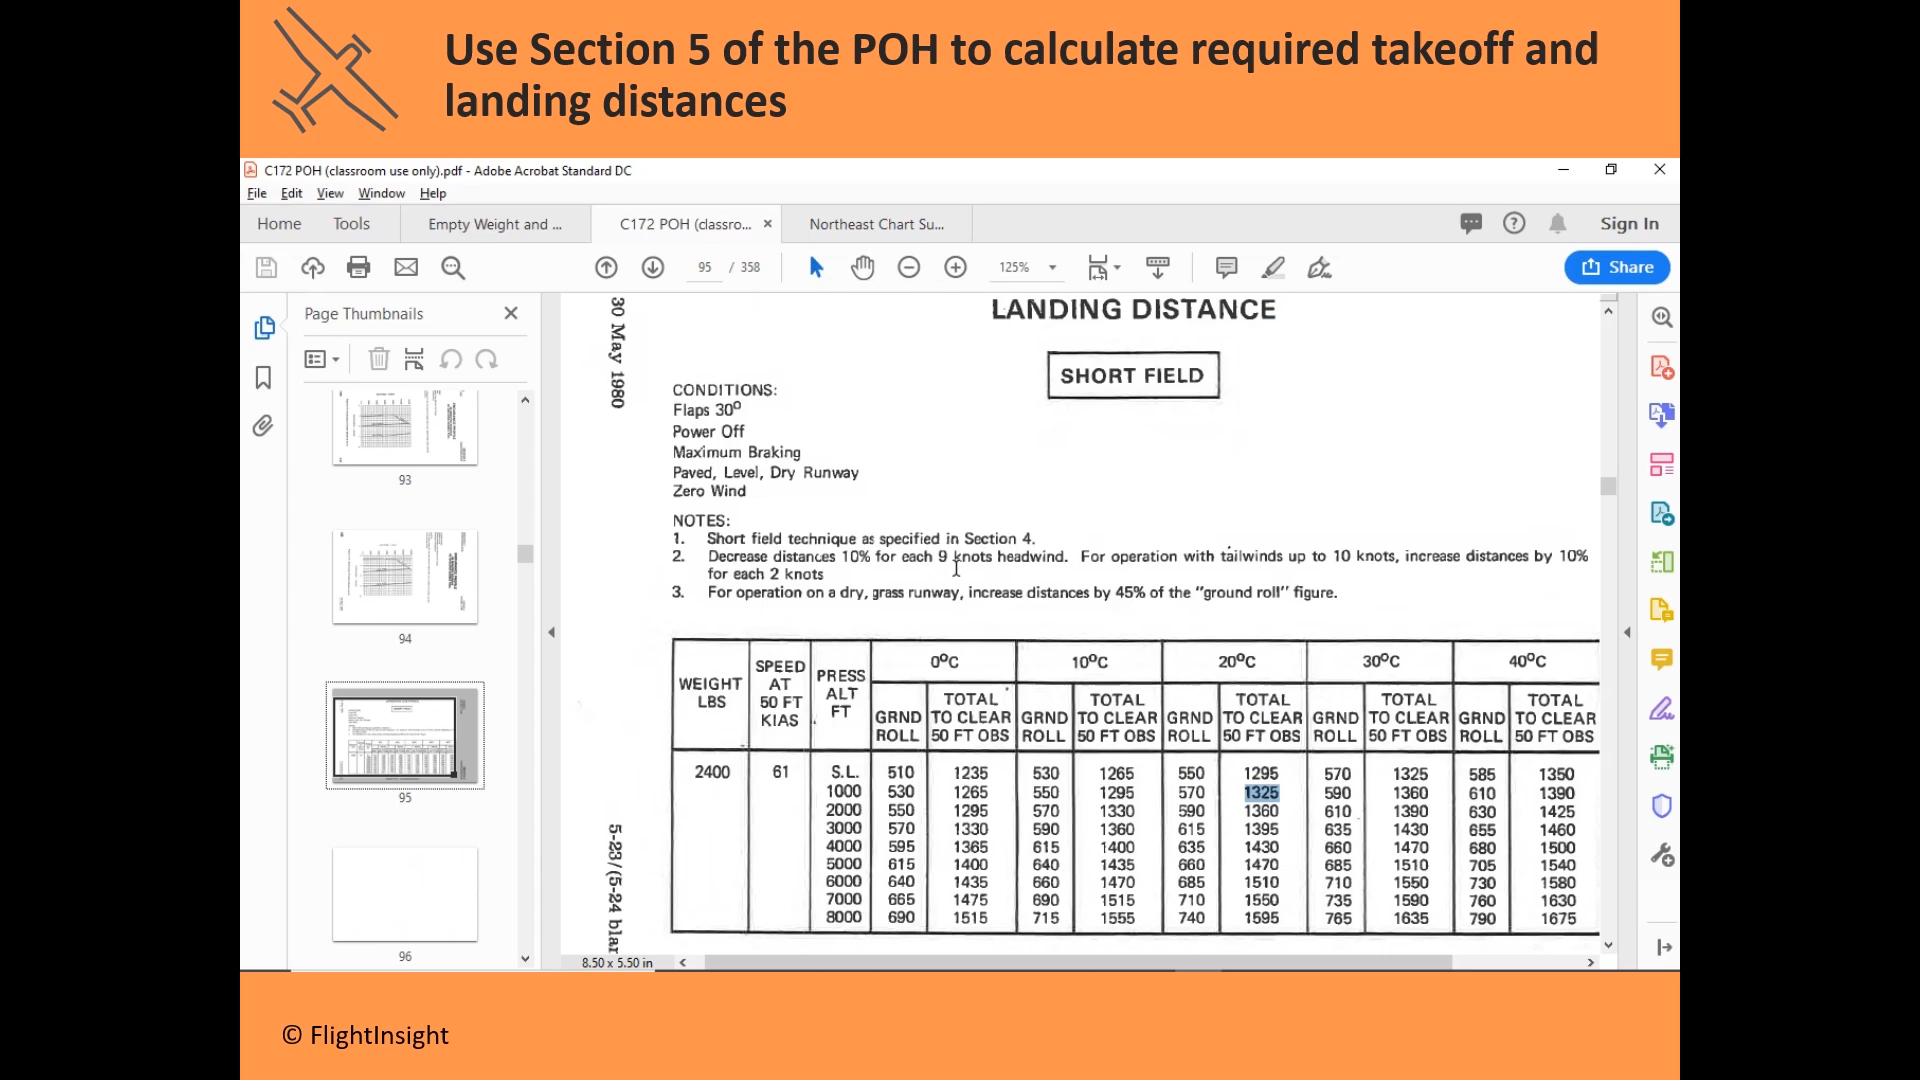 Use Section 5 of the POH to calculate required takeoff and
landing distances
C172 POH (classroom use only).pdf - Adobe Acrobat Standard DC
File Edit View Window Help
Home Tools Empty Weight and ... C172 POH (classro... × Northeast Chart Su... Sign In
95 / 358 125% Share
Page Thumbnails
93
94
95
96
30 May 1980
5-23/(5-24 blan
LANDING DISTANCE
SHORT FIELD
CONDITIONS:
Flaps 30°
Power Off
Maximum Braking
Paved, Level, Dry Runway
Zero Wind
NOTES:
1. Short field technique as specified in Section 4.
2. Decrease distances 10% for each 9 knots headwind. For operation with tailwinds up to 10 knots, increase distances by 10%
for each 2 knots
3. For operation on a dry, grass runway, increase distances by 45% of the "ground roll" figure.
WEIGHT LBS SPEED AT 50 FT KIAS PRESS ALT FT 0°C 10°C 20°C 30°C 40°C
GRND ROLL TOTAL TO CLEAR 50 FT OBS GRND ROLL TOTAL TO CLEAR 50 FT OBS GRND ROLL TOTAL TO CLEAR 50 FT OBS GRND ROLL TOTAL TO CLEAR 50 FT OBS GRND ROLL TOTAL TO CLEAR 50 FT OBS
2400 61 S.L. 510 1235 530 1265 550 1295 570 1325 585 1350
1000 530 1265 550 1295 570 1325 590 1360 610 1390
2000 550 1295 570 1330 590 1360 610 1390 630 1425
3000 570 1330 590 1360 615 1395 635 1430 655 1460
4000 595 1365 615 1400 635 1430 660 1470 680 1500
5000 615 1400 640 1435 660 1470 685 1510 705 1540
6000 640 1435 660 1470 685 1510 710 1550 730 1580
7000 665 1475 690 1515 710 1550 735 1590 760 1630
8000 690 1515 715 1555 740 1595 765 1635 790 1675
8.50 x 5.50 in
© FlightInsight